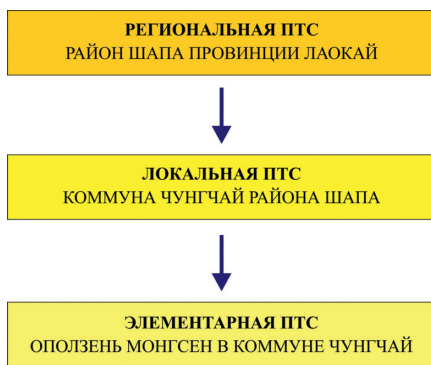 РЕГИОНАЛЬНАЯ ПТС
РАЙОН ШАПА ПРОВИНЦИИ ЛАОКАЙ
ЛОКАЛЬНАЯ ПТС
КОММУНА ЧУНГЧАЙ РАЙОНА ШАПА
ЭЛЕМЕНТАРНАЯ ПТС
ОПОЛЗЕНЬ МОНГСЕН В КОММУНЕ ЧУНГЧАЙ